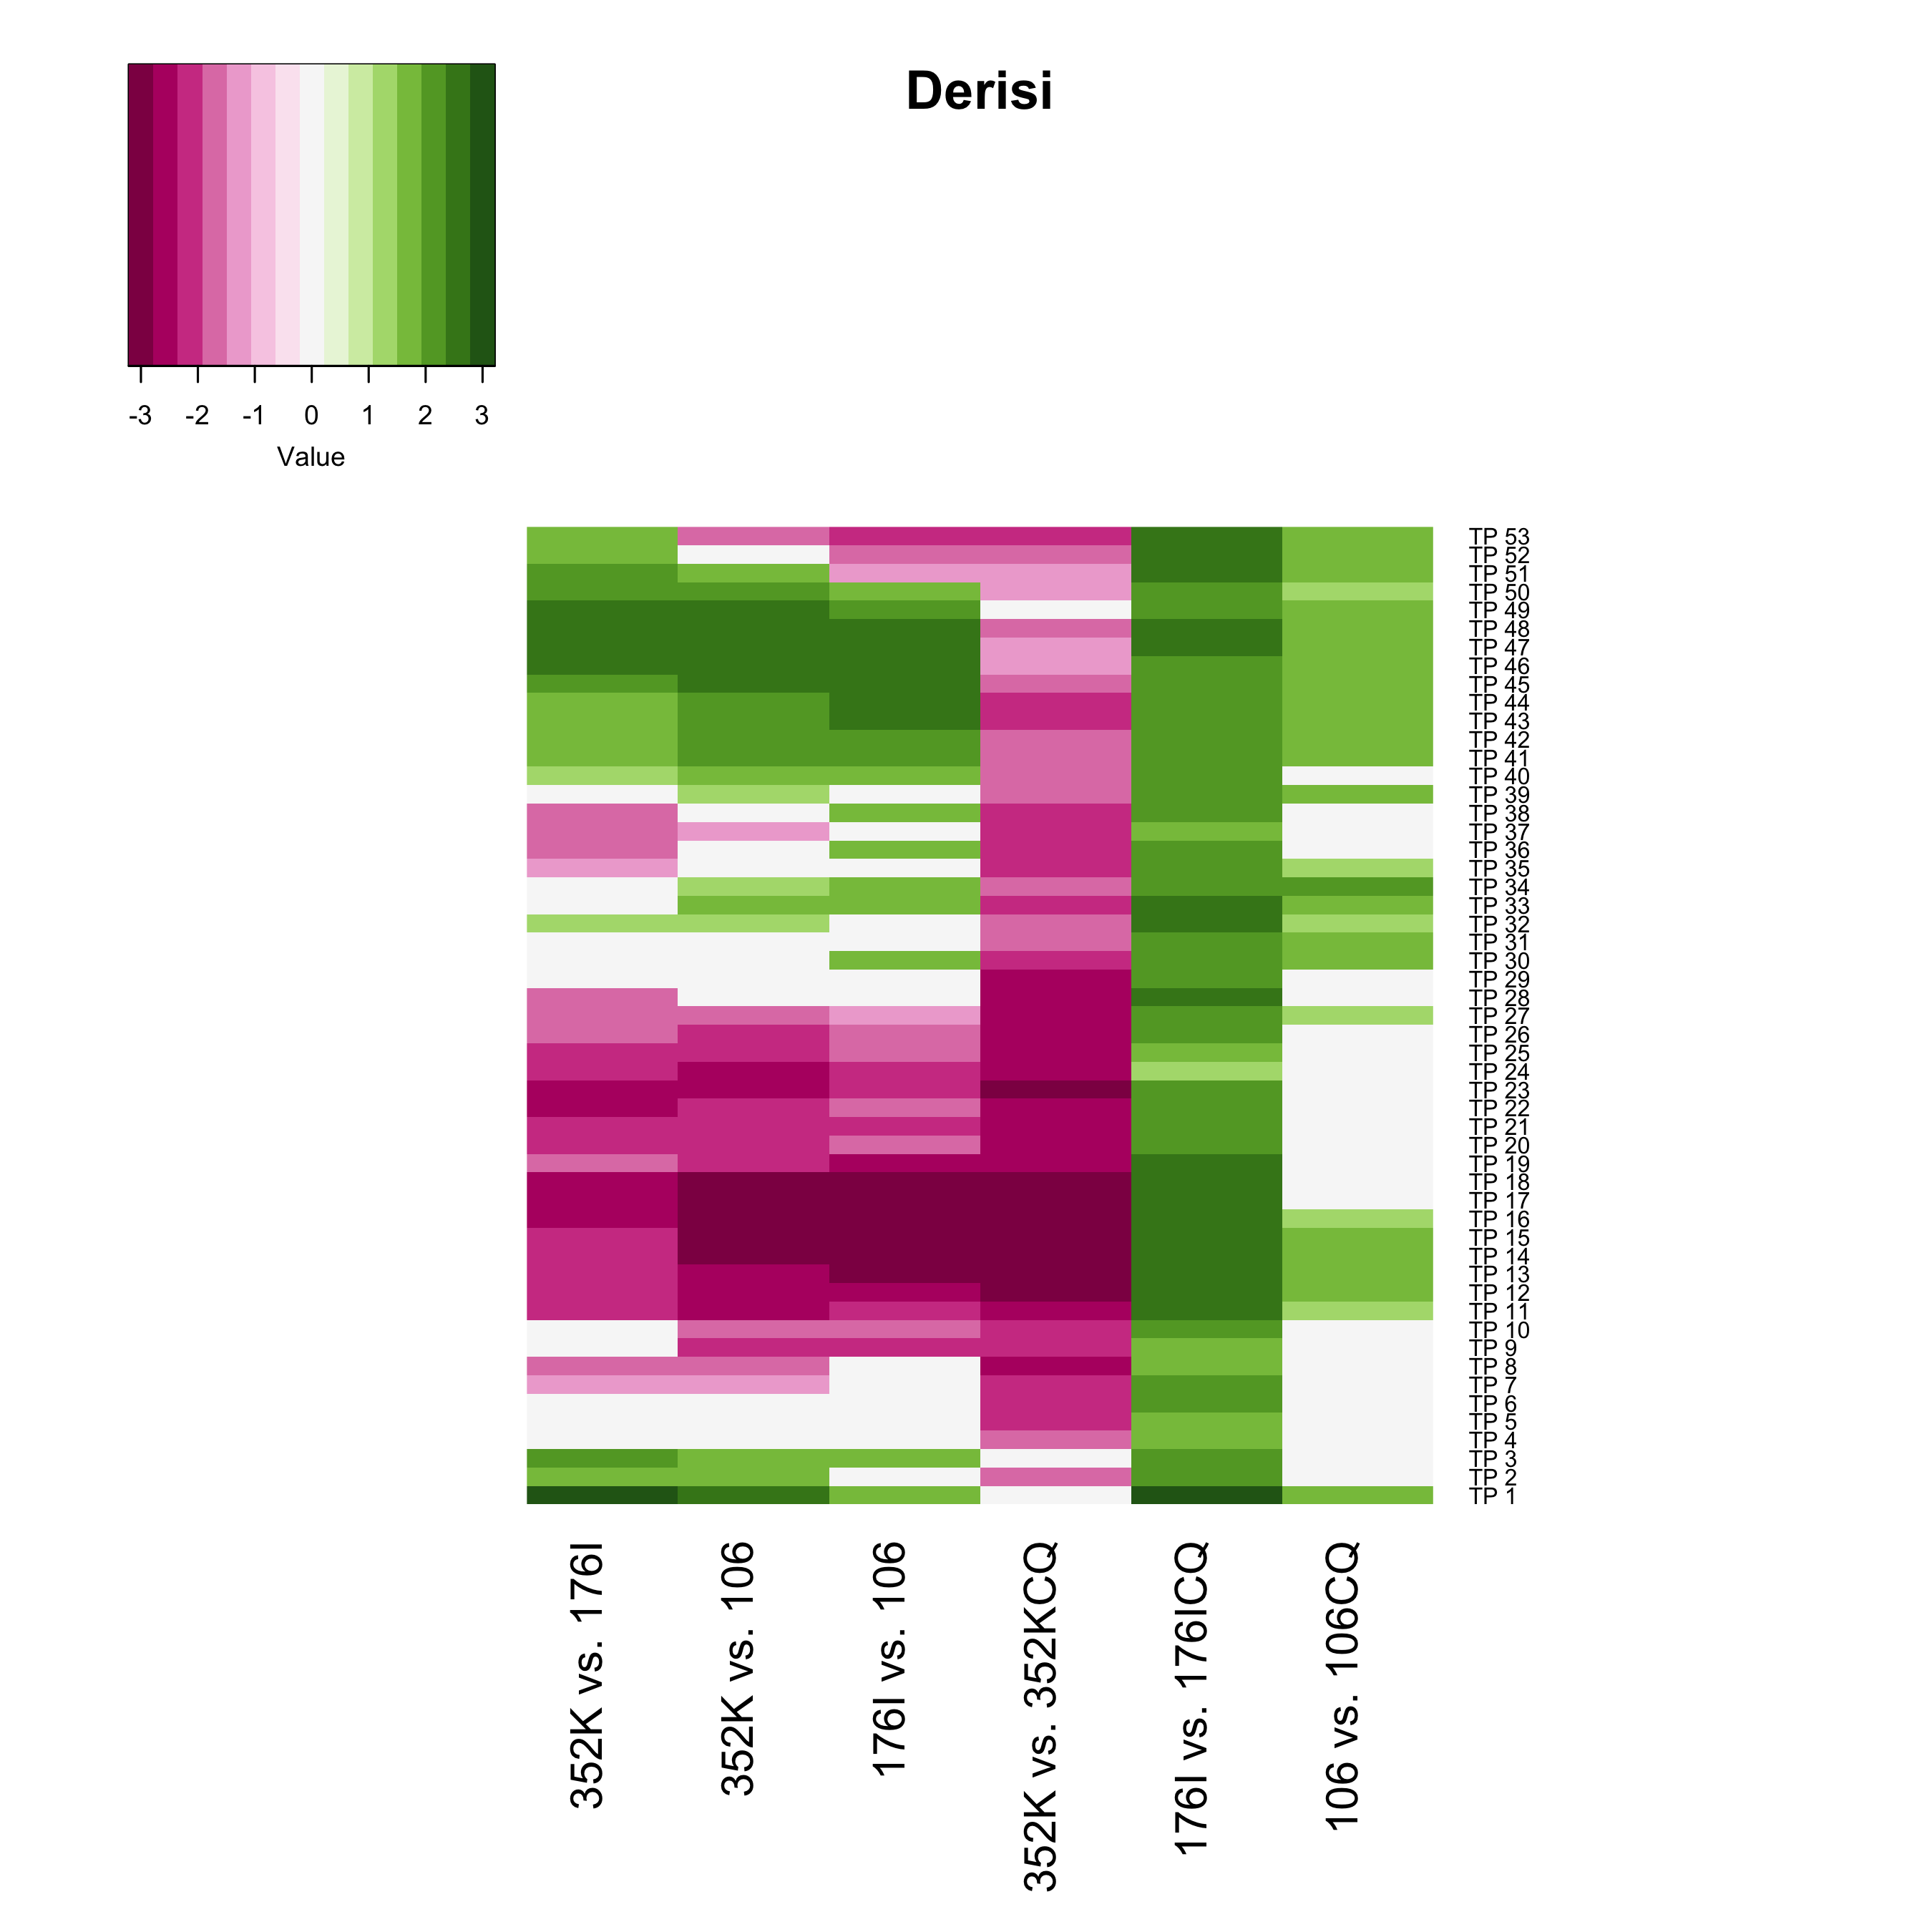 Derisi
-3 -2 -1 0 1 2 3
Value
TP 53
TP 52
TP 51
TP 50
TP 49
TP 48
TP 47
TP 46
TP 45
TP 44
TP 43
TP 42
TP 41
TP 40
TP 39
TP 38
TP 37
TP 36
TP 35
TP 34
TP 33
TP 32
TP 31
TP 30
TP 29
TP 28
TP 27
TP 26
TP 25
TP 24
TP 23
TP 22
TP 21
TP 20
TP 19
TP 18
TP 17
TP 16
TP 15
TP 14
TP 13
TP 12
TP 11
TP 10
TP 9
TP 8
TP 7
TP 6
TP 5
TP 4
TP 3
TP 2
TP 1
352K vs. 176I
352K vs. 106
176I vs. 106
352K vs. 352KCQ
176I vs. 176ICQ
106 vs. 106CQ